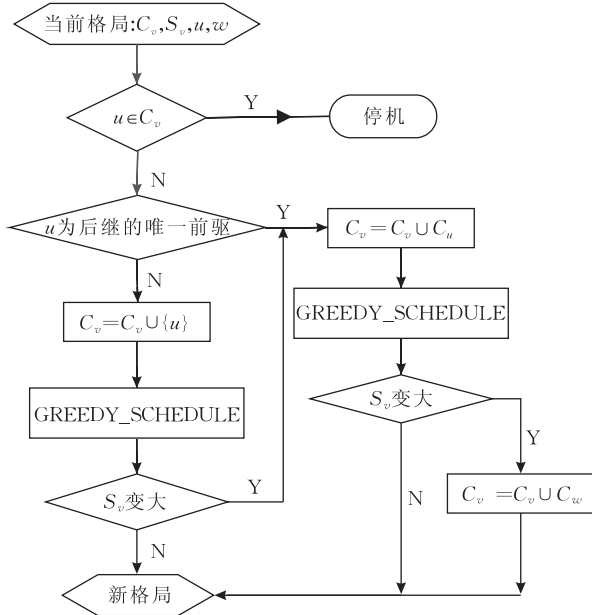 当前格局:C_v,S_v,u,w
u∈C_v
Y
停机
N
u为后继的唯一前驱
Y
C_v=C_v∪C_u
N
C_v=C_v∪{u}
GREEDY_SCHEDULE
GREEDY_SCHEDULE
S_v变大
Y
C_v =C_v∪C_w
N
S_v变大
Y
N
新格局